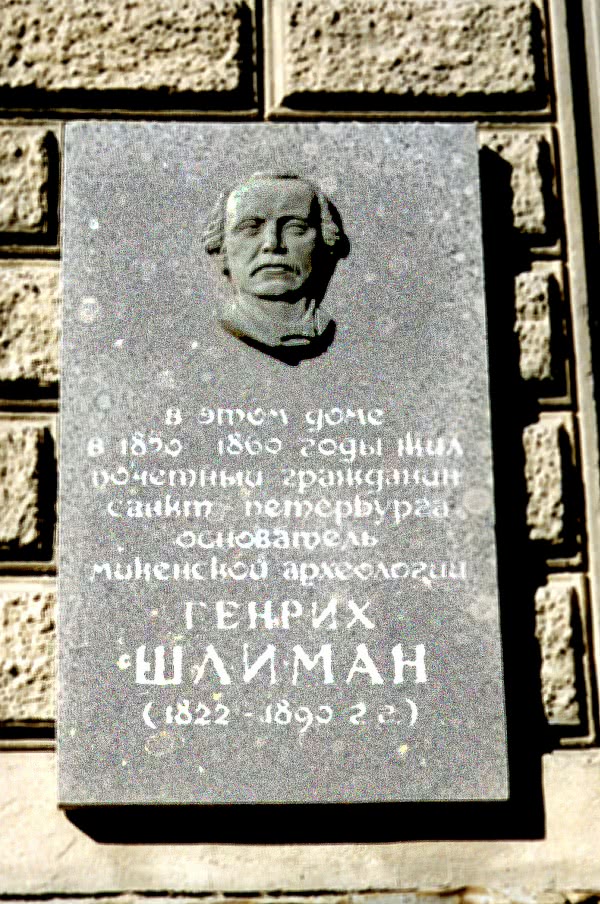 в этом доме
в 1850 1860 годы жил
почетный гражданин
санкт-петербурга
основатель
микенской археологии
ГЕНРИХ
ШЛИМАН
(1822-1890 г г.)